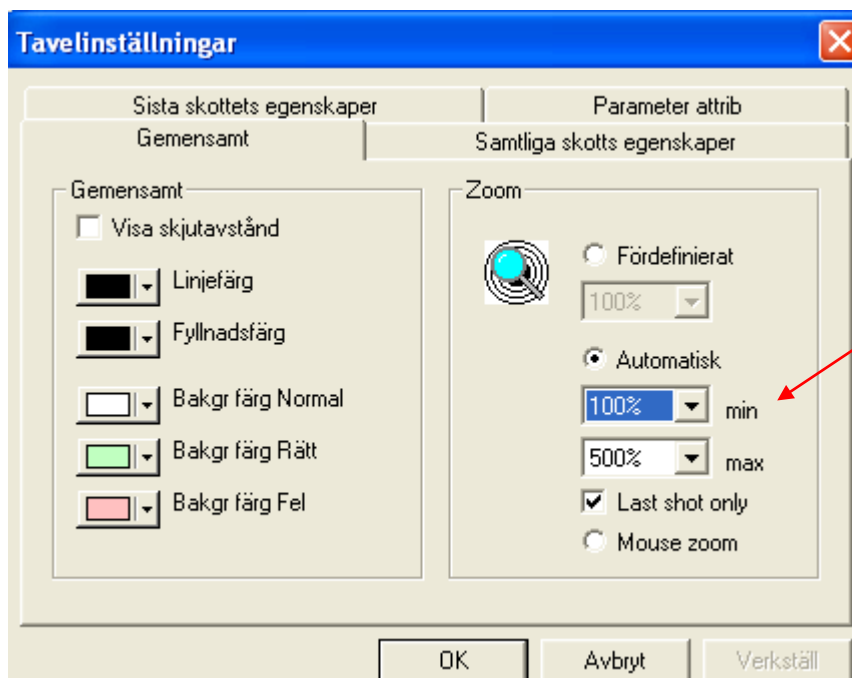 Tavelinställningar
Sista skottets egenskaper
Parameter attrib
Gemensamt
Samtliga skotts egenskaper
Gemensamt
Visa skjutavstånd
Linjefärg
Fyllnadsfärg
Bakgr färg Normal
Bakgr färg Rätt
Bakgr färg Fel
Zoom
Fördefinierat
100%
Automatisk
100% min
500% max
Last shot only
Mouse zoom
OK
Avbryt
Verkställ